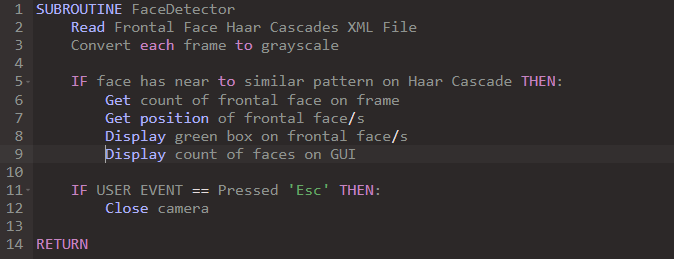 1 SUBROUTINE FaceDetector
2 Read Frontal Face Haar Cascades XML File
3 Convert each frame to grayscale
4
5 IF face has near to similar pattern on Haar Cascade THEN:
6 Get count of frontal face on frame
7 Get position of frontal face/s
8 Display green box on frontal face/s
9 Display count of faces on GUI
10
11 IF USER EVENT == Pressed 'Esc' THEN:
12 Close camera
13
14 RETURN